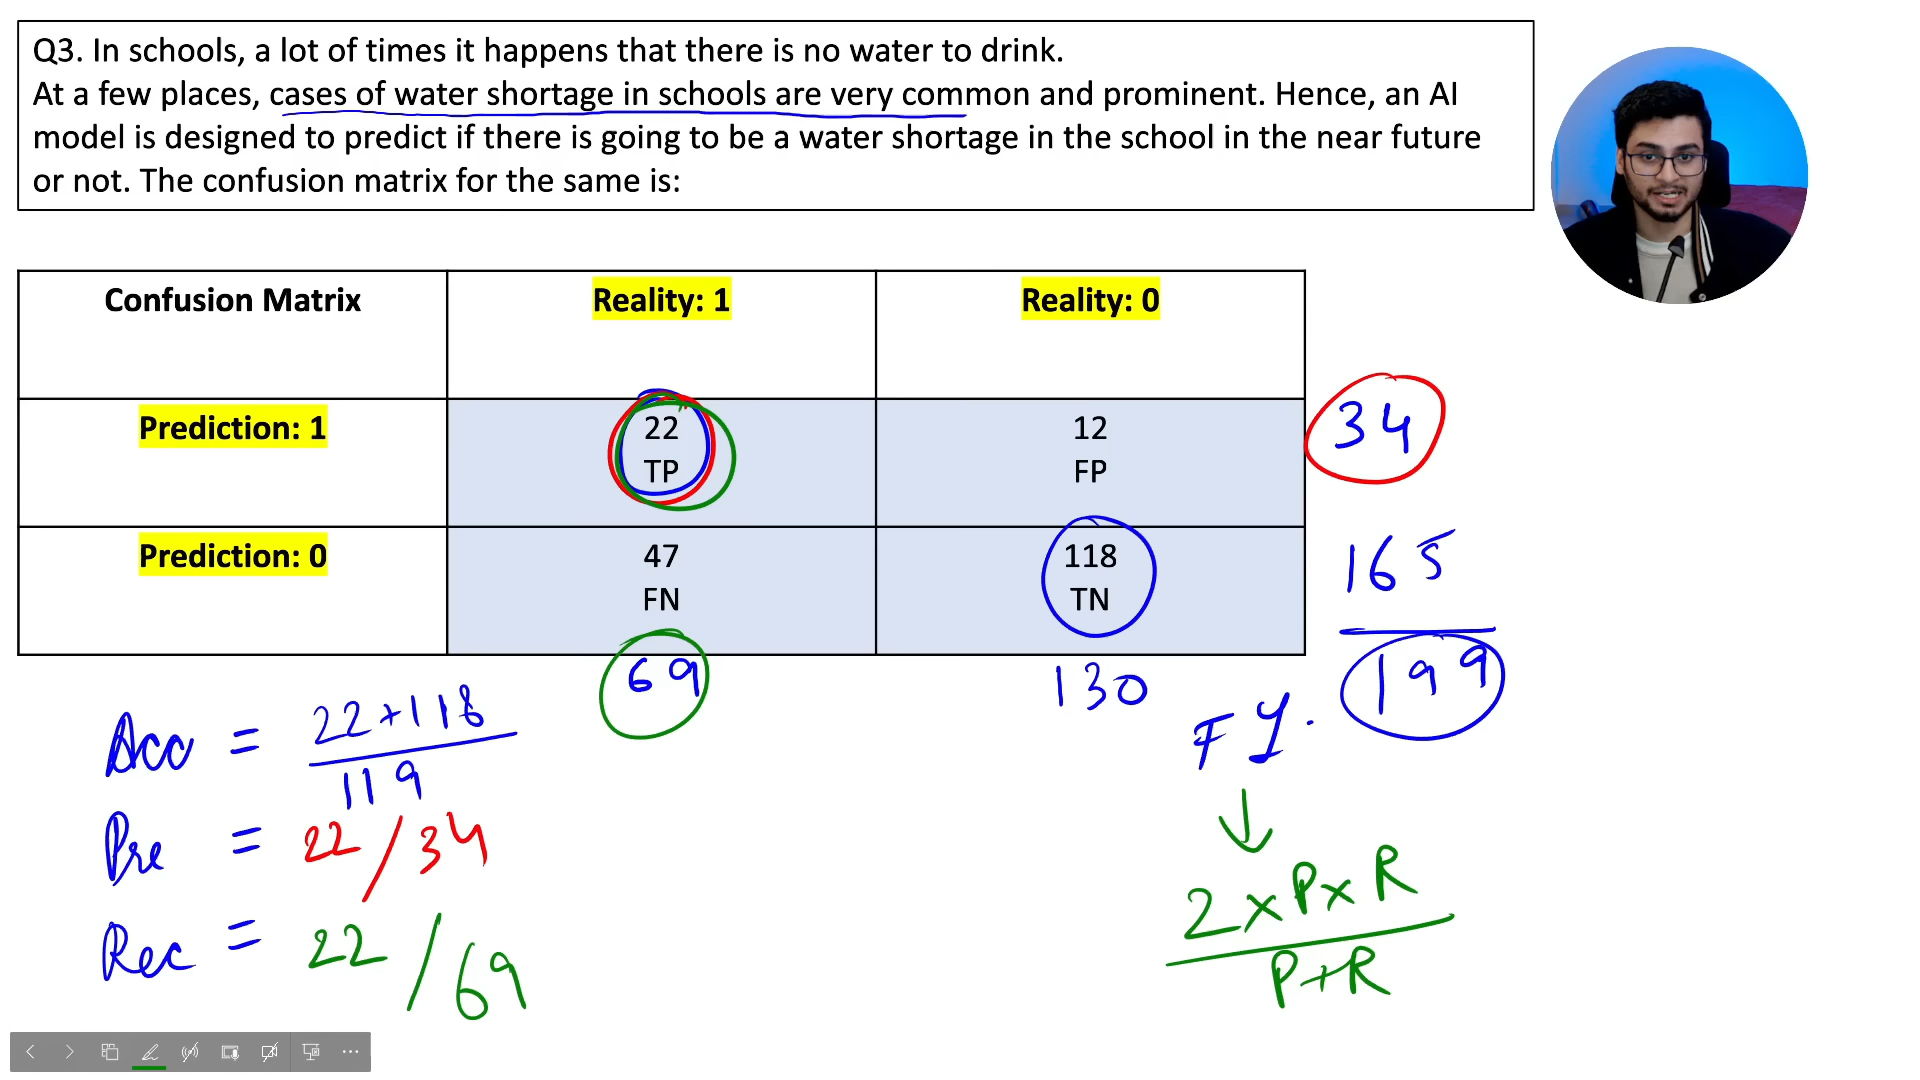 Q3. In schools, a lot of times it happens that there is no water to drink.
At a few places, cases of water shortage in schools are very common and prominent. Hence, an AI
model is designed to predict if there is going to be a water shortage in the school in the near future
or not. The confusion matrix for the same is:
Confusion Matrix
Reality: 1
Reality: 0
Prediction: 1
22
TP
12
FP
34
Prediction: 0
47
FN
118
TN
165
69
130
199
Acc = 22+118
119
Pre = 22/34
Rec = 22/69
F1.
2xPxR
P+R